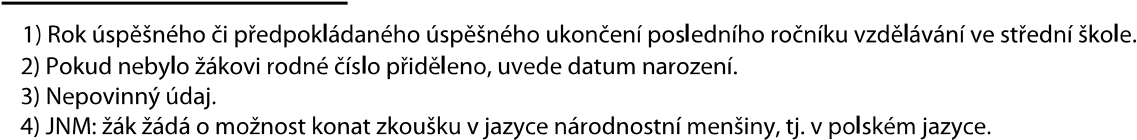 1) Rok úspěšného či předpokládaného úspěšného ukončení posledního ročníku vzdělávání ve střední škole.
2) Pokud nebylo žákovi rodné číslo přiděleno, uvede datum narození.
3) Nepovinný údaj.
4) JNM: žák žádá o možnost konat zkoušku v jazyce národnostní menšiny, tj. v polském jazyce.